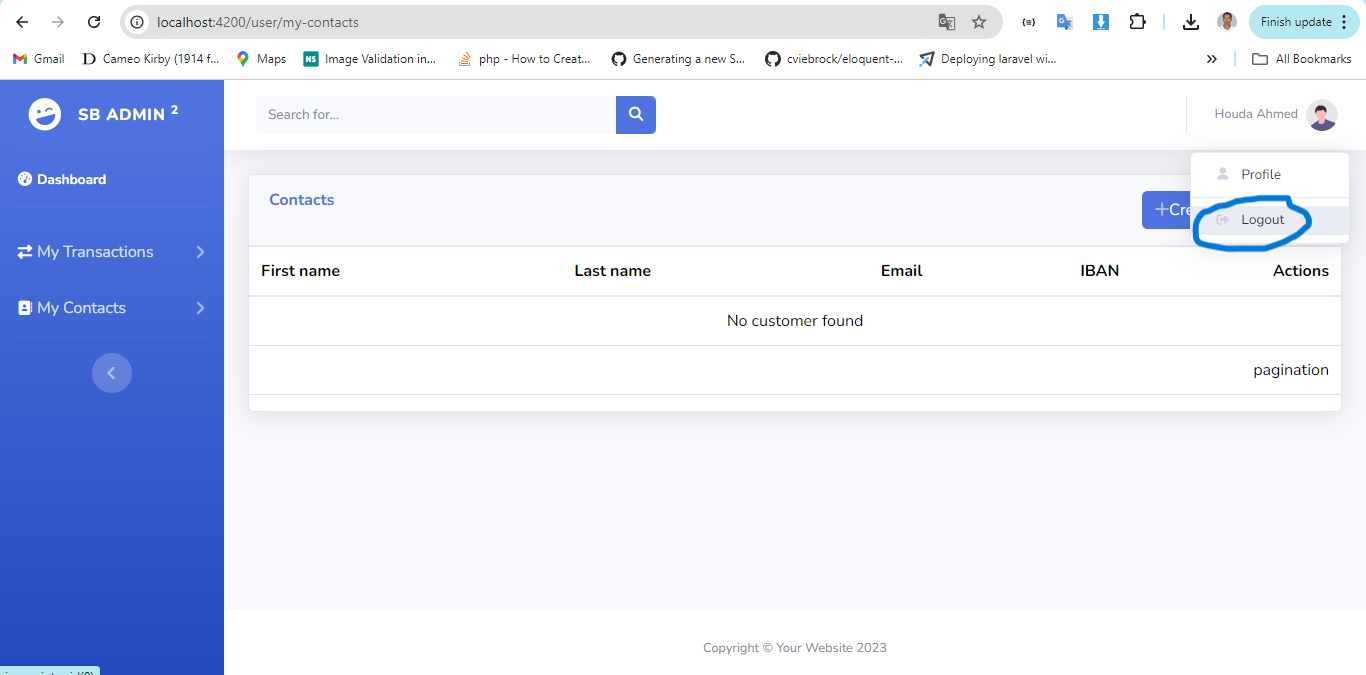 localhost:4200/user/my-contacts
Finish update
Gmail
Cameo Kirby (1914 f...
Maps
NS Image Validation in...
php - How to Creat...
Generating a new S...
cviebrock/eloquent-...
Deploying laravel wi...
All Bookmarks
SB ADMIN 2
Search for...
Houda Ahmed
Dashboard
Profile
Contacts
+Cre
Logout
My Transactions
First name Last name Email IBAN Actions
My Contacts
No customer found
pagination
Copyright © Your Website 2023